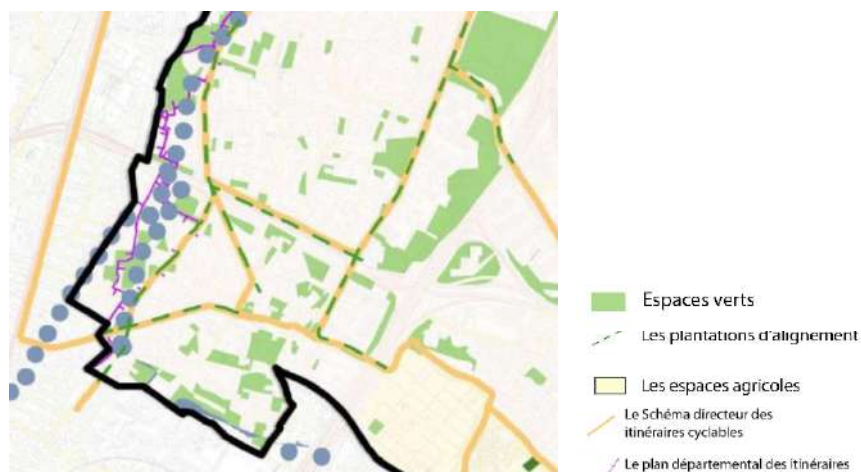 Espaces verts
Les plantations d'alignement
Les espaces agricoles
Le Schéma directeur des
itinéraires cyclables
Le plan départemental des itinéraires